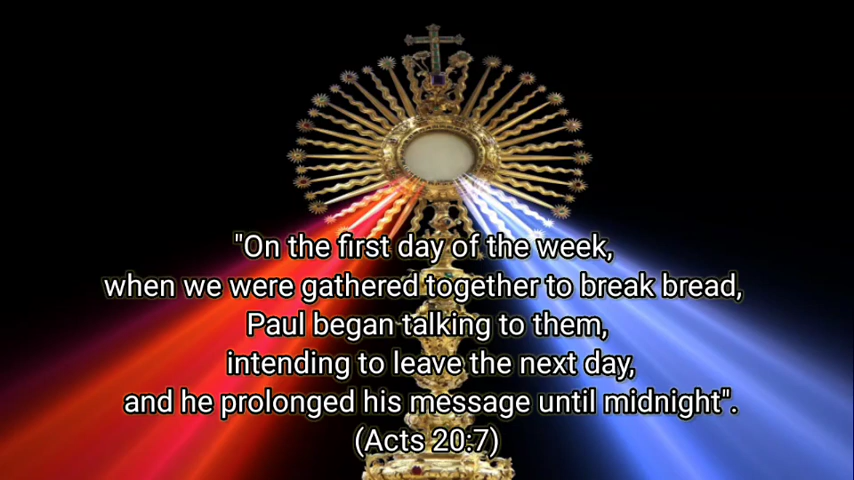 "On the first day of the week,
when we were gathered together to break bread,
Paul began talking to them,
intending to leave the next day,
and he prolonged his message until midnight".
(Acts 20:7)